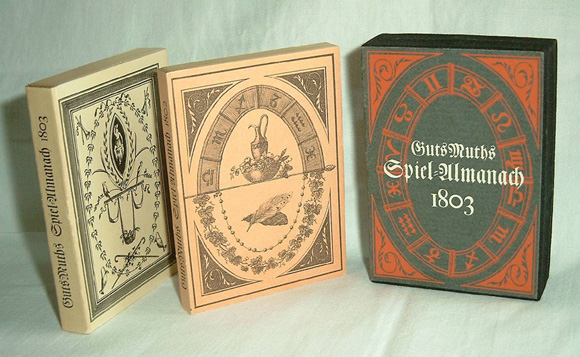 GutsMuths Spiel-Almanach 1803
GutsMuths
Spiel-Almanach
1803